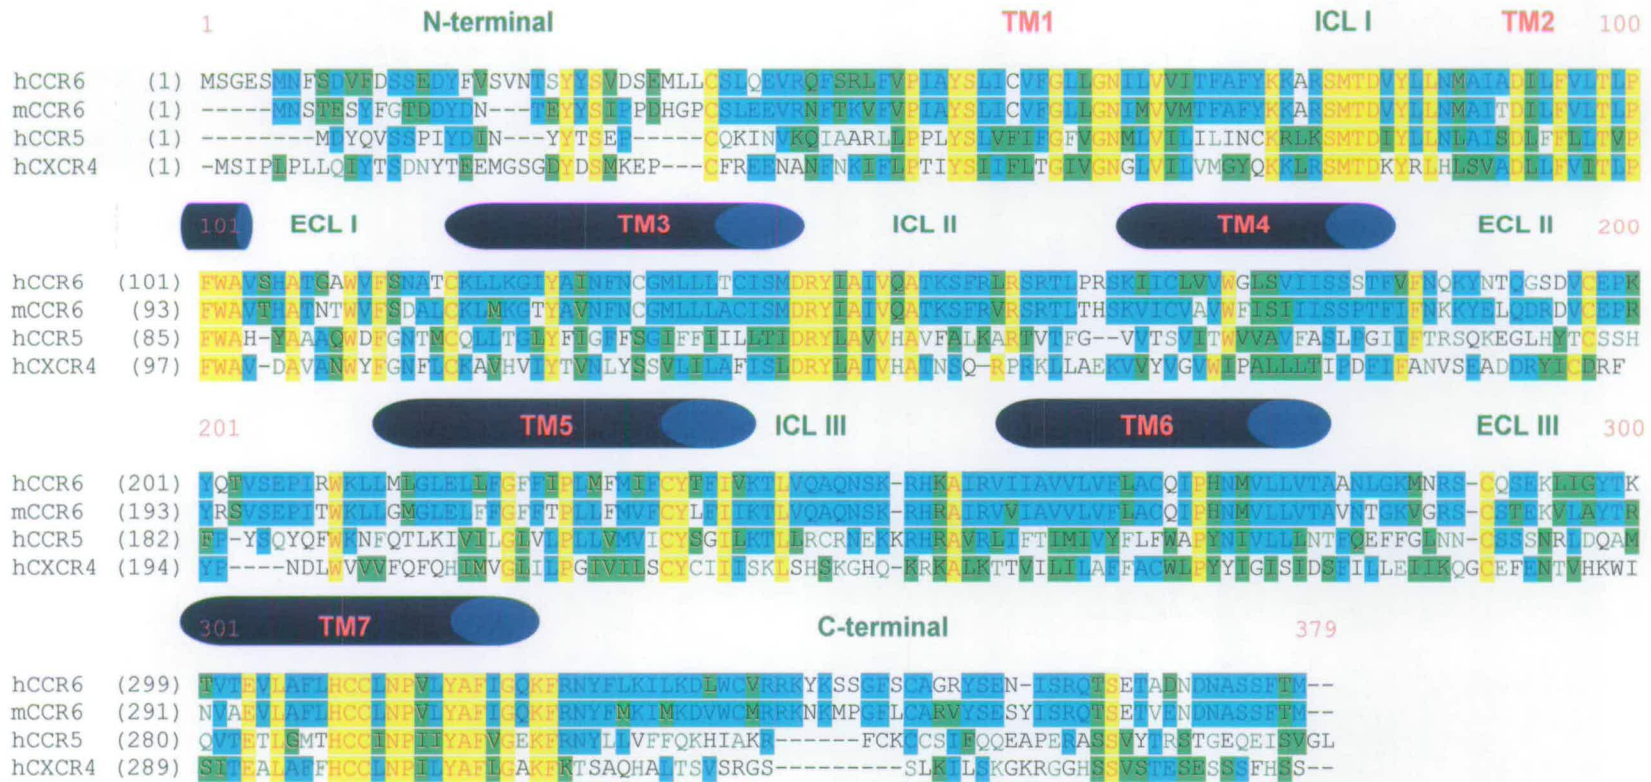 1 N-terminal TM1 ICL I TM2 100
hCCR6 (1) MSGESMNFSDVFDSSEDYFVSVNTSYYSVDSEMLLCSLQEVRQFSRLFVPIAYSLICVFGLLGNILVVITFAFYKKARSMTDVYLLNMAIADILFVLTLP
mCCR6 (1) -----MNSTESYFGTDDYDN---TEYYSIPPDHGPCSLEEVRNFTKVFVPIAYSLICVFGLLGNIMVVMTFAFYKKARSMTDVYLLNMAITDILFVLTLP
hCCR5 (1) --------MDYQVSSPIYDIN---YYTSEP-----CQKINVKQIAARLLPPLYSLVFIFGFVGNMLVILILINCKRLKSMTDIYLLNLAISDLFFLLTVP
hCXCR4 (1) -MSIPLPLLQIYTSDNYTEEMGSGDYDSMKEP---CFREENANFNKIFLPTIYSIIFLTGIVGNGLVILVMGYQKKLRSMTDKYRLHLSVADLLFVITLP
101 ECL I TM3 ICL II TM4 ECL II 200
hCCR6 (101) FWAVSHATGAWVFSNATCKLLKGIYAINFNCGMLLLTCISMDRYIAIVQATKSFRLRSRTLPRSKIICLVVWGLSVIISSSTFVFNQKYNTQGSDVCEPK
mCCR6 (93) FWAVTHATNTWVFSDALCKLMKGTYAVNFNCGMLLLACISMDRYIAIVQATKSFRVRSRTLTHSKVICVAVWFISIIISSPTFIFNKKYELQDRDVCEPR
hCCR5 (85) FWAH-YAAAQWDFGNTMCQLLTGLYFIGFFSGIFFIILLTIDRYLAVVHAVFALKARTVTFG--VVTSVITWVVAVFASLPGIIFTRSQKEGLHYTCSSH
hCXCR4 (97) FWAV-DAVANWYFGNFLCKAVHVIYTVNLYSSVLILAFISLDRYLAIVHATNSQ-RPRKLLAEKVVYVGVWIPALLLTIPDFIFANVSEADDRYICDRF
201 TM5 ICL III TM6 ECL III 300
hCCR6 (201) YQTVSEPIRWKLLMLGLELLFGFFIPLMFMIFCYTFIVKTLVQAQNSK-RHKAIRVIIAVVLVFLACQIPHNMVLLVTAANLGKMNRS-CQSEKLIGYTK
mCCR6 (193) YRSVSEPITWKLLGMGLELFFGFFTPLLFMVFCYLFIIKTLVQAQNSK-RHRAIRVVIAVVLVFLACQIPHNMVLLVTAVNTGKVGRS-CSTEKVLAYTR
hCCR5 (182) FP-YSQYQFWKNFQTLKIVILGLVLPLLVMVICYSGILKTLLRCRNEKKRHRAVRLIFTIMIVYFLFWAPYNIVLLLNTFQEFFGLNN-CSSSNRLDQAM
hCXCR4 (194) YP----NDLWVVVFQFQHIMVGLILPGIVILSCYCIIISKLSHSKGHQ-KRKALKTTVILILAFFACWLPYYIGISIDSFILLEIIKQGCEFENTVHKWI
301 TM7 C-terminal 379
hCCR6 (299) TVTEVLAFLHCCLNPVLYAFIGQKFRNYFLKILKDLWCVRRKYKSSGFSCAGRYSEN-ISRQTSETADNDNASSFTM--
mCCR6 (291) NVAEVLAFLHCCLNPVLYAFIGQKFRNYFMKIMKDVWCMRRKNKMPGFLCARVYSESYISRQTSETVENDNASSFTM--
hCCR5 (280) QVTETLGMTHCCINPIIYAFVGEKFRNYLLVFFQKHIAKR------FCKCCSIFQQEAPERASSVYTRSTGEQEISVGL
hCXCR4 (289) SITEALAFFHCCLNPILYAFLGAKFKTSAQHALTSVSRGS---------SLKILSKGKRGGHSSVSTESESSSFHSS--